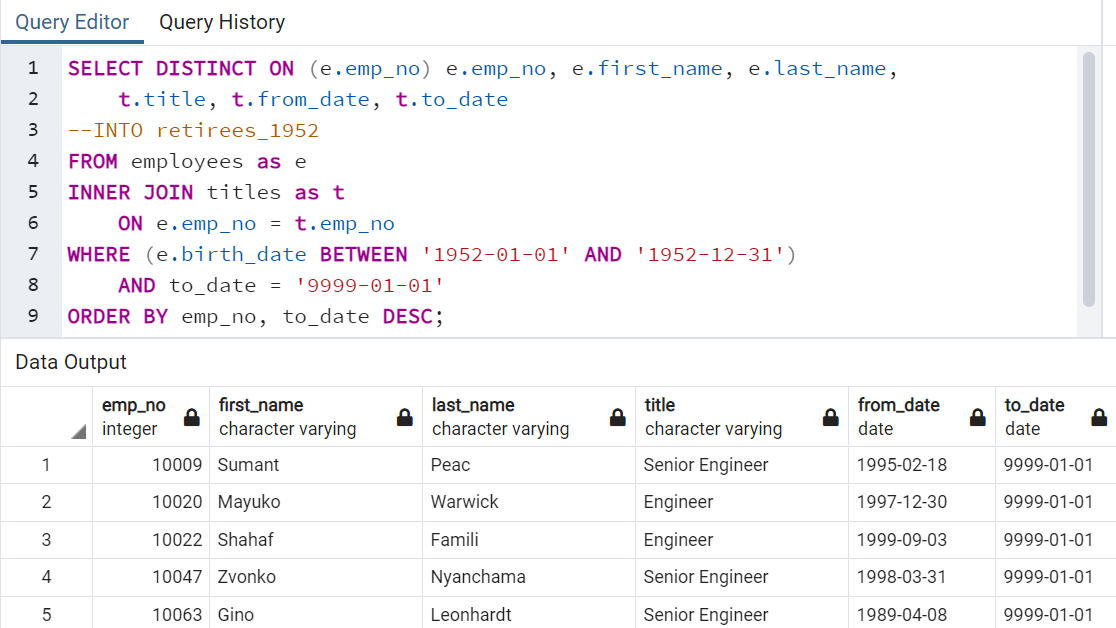 Query Editor Query History
1 SELECT DISTINCT ON (e.emp_no) e.emp_no, e.first_name, e.last_name,
2 t.title, t.from_date, t.to_date
3 --INTO retirees_1952
4 FROM employees as e
5 INNER JOIN titles as t
6 ON e.emp_no = t.emp_no
7 WHERE (e.birth_date BETWEEN '1952-01-01' AND '1952-12-31')
8 AND to_date = '9999-01-01'
9 ORDER BY emp_no, to_date DESC;
Data Output
emp_no first_name last_name title from_date to_date
integer character varying character varying character varying date date
1 10009 Sumant Peac Senior Engineer 1995-02-18 9999-01-01
2 10020 Mayuko Warwick Engineer 1997-12-30 9999-01-01
3 10022 Shahaf Famili Engineer 1999-09-03 9999-01-01
4 10047 Zvonko Nyanchama Senior Engineer 1998-03-31 9999-01-01
5 10063 Gino Leonhardt Senior Engineer 1989-04-08 9999-01-01